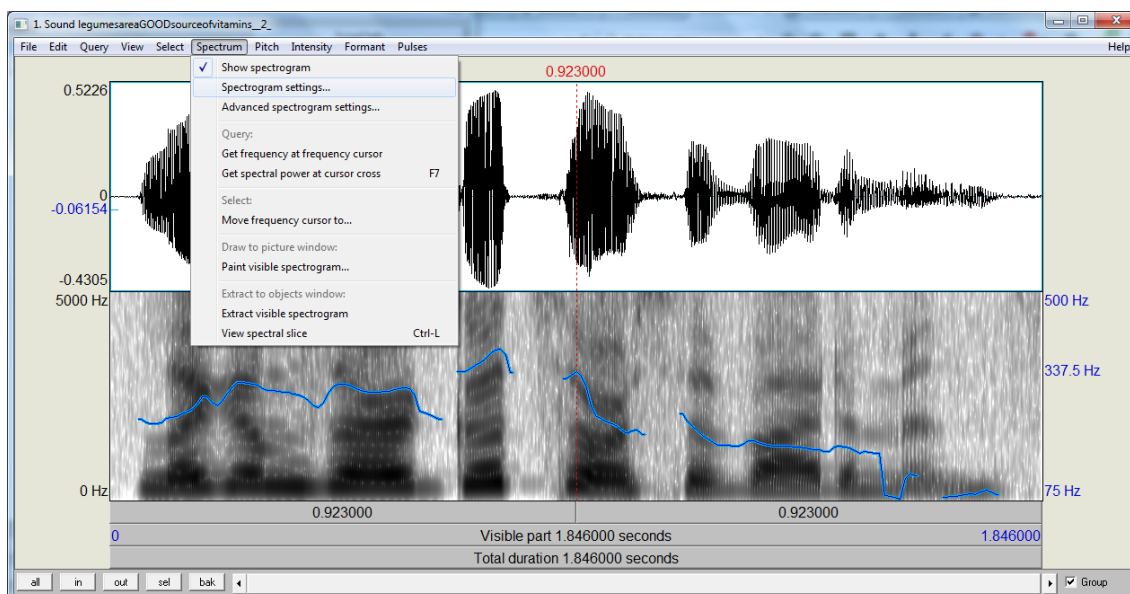 1. Sound legumesareaGOODsourceofvitamins__2_
File Edit Query View Select Spectrum Pitch Intensity Formant Pulses Help
Show spectrogram
Spectrogram settings...
Advanced spectrogram settings...
Query:
Get frequency at frequency cursor
Get spectral power at cursor cross F7
Select:
Move frequency cursor to...
Draw to picture window:
Paint visible spectrogram...
Extract to objects window:
Extract visible spectrogram
View spectral slice Ctrl-L
0.923000
0.5226
0
-0.06154
-0.4305
5000 Hz
0 Hz
500 Hz
337.5 Hz
75 Hz
0.923000 0.923000
0 Visible part 1.846000 seconds 1.846000
Total duration 1.846000 seconds
all in out sel bak Group